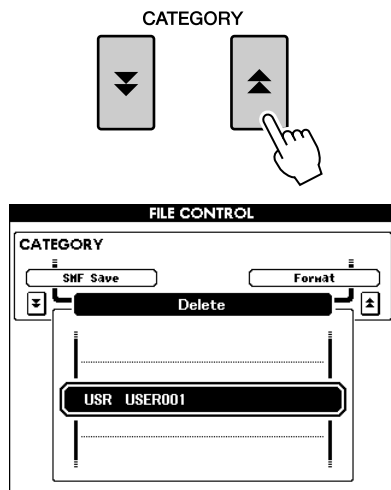 CATEGORY
FILE CONTROL
CATEGORY
SMF Save
Format
Delete
USR USER001